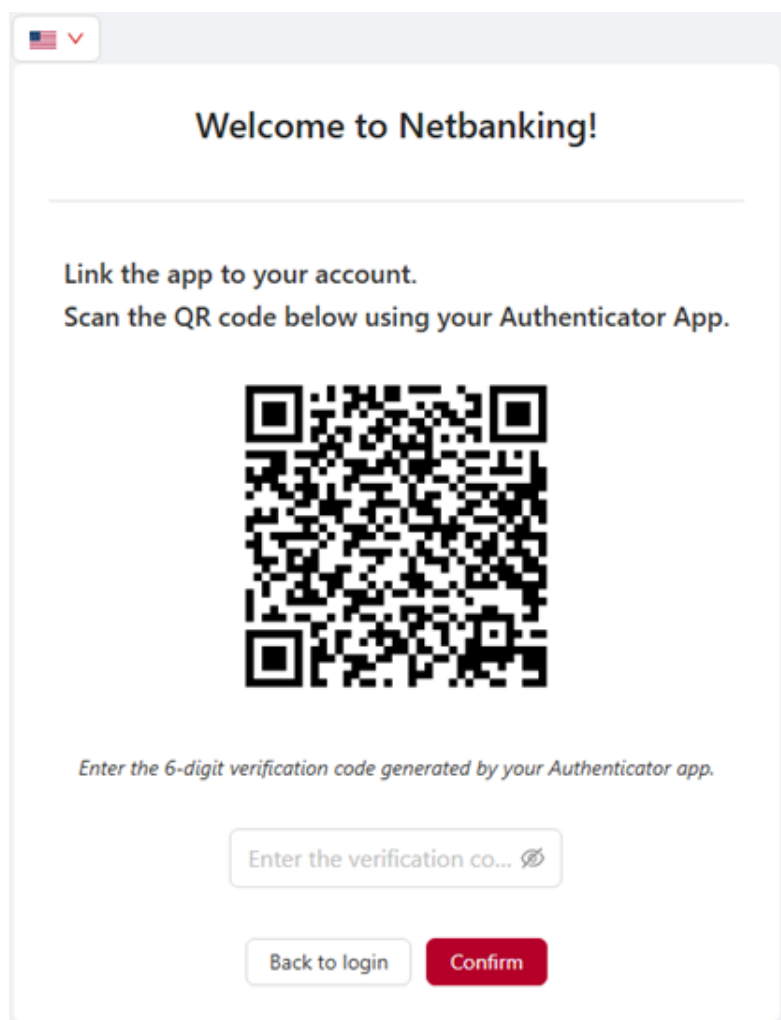 Welcome to Netbanking!
Link the app to your account.
Scan the QR code below using your Authenticator App.
Enter the 6-digit verification code generated by your Authenticator app.
Enter the verification co...
Back to login
Confirm